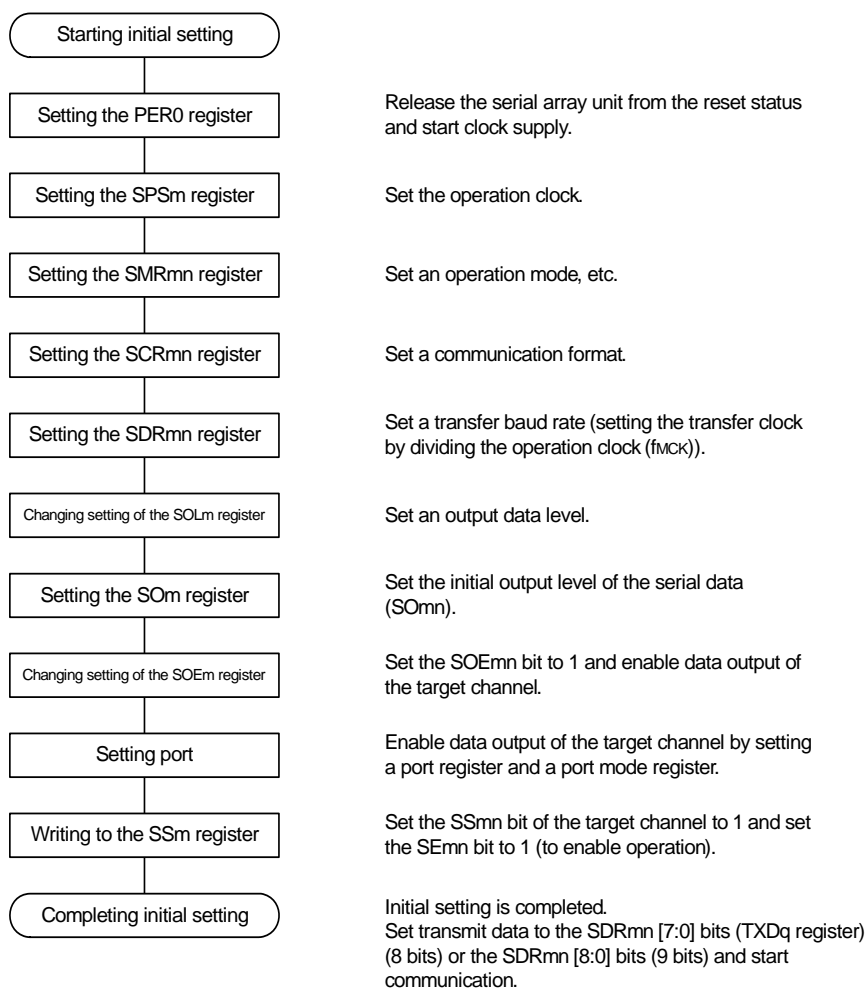 Starting initial setting
Setting the PER0 register
Release the serial array unit from the reset status
and start clock supply.
Setting the SPSm register
Set the operation clock.
Setting the SMRmn register
Set an operation mode, etc.
Setting the SCRmn register
Set a communication format.
Setting the SDRmn register
Set a transfer baud rate (setting the transfer clock
by dividing the operation clock (fMCK)).
Changing setting of the SOLm register
Set an output data level.
Setting the SOm register
Set the initial output level of the serial data
(SOmn).
Changing setting of the SOEm register
Set the SOEmn bit to 1 and enable data output of
the target channel.
Setting port
Enable data output of the target channel by setting
a port register and a port mode register.
Writing to the SSm register
Set the SSmn bit of the target channel to 1 and set
the SEmn bit to 1 (to enable operation).
Completing initial setting
Initial setting is completed.
Set transmit data to the SDRmn [7:0] bits (TXDq register)
(8 bits) or the SDRmn [8:0] bits (9 bits) and start
communication.